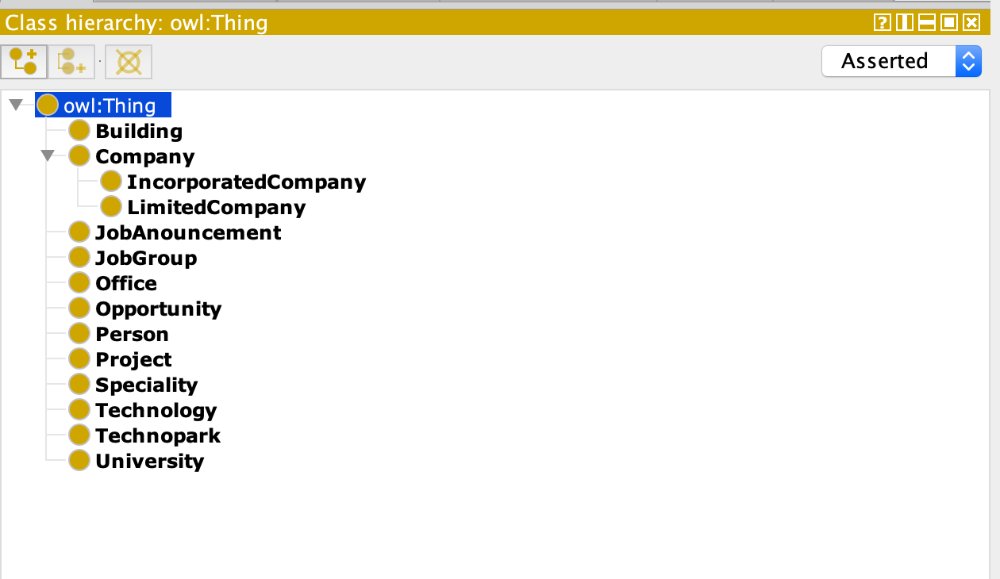 Class hierarchy: owl:Thing
Asserted
owl:Thing
Building
Company
IncorporatedCompany
LimitedCompany
JobAnouncement
JobGroup
Office
Opportunity
Person
Project
Speciality
Technology
Technopark
University